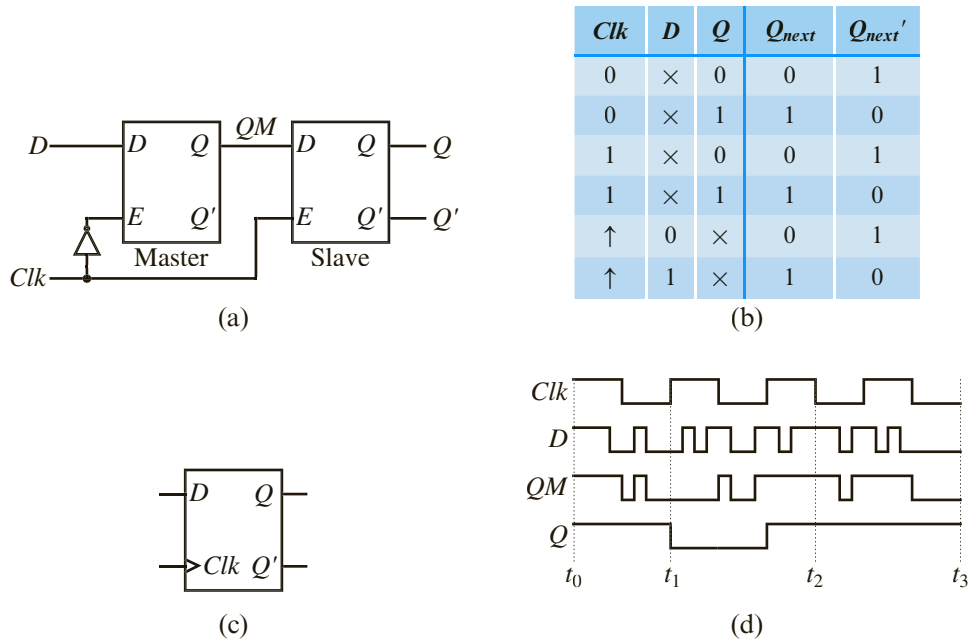 D
D Q
QM
D Q
Q
E Q'
E Q'
Q'
Master
Slave
Clk
(a)
Clk D Q Qnext Qnext'
0 × 0 0 1
0 × 1 1 0
1 × 0 0 1
1 × 1 1 0
↑ 0 × 0 1
↑ 1 × 1 0
(b)
D Q
Clk Q'
(c)
Clk
D
QM
Q
t0 t1 t2 t3
(d)